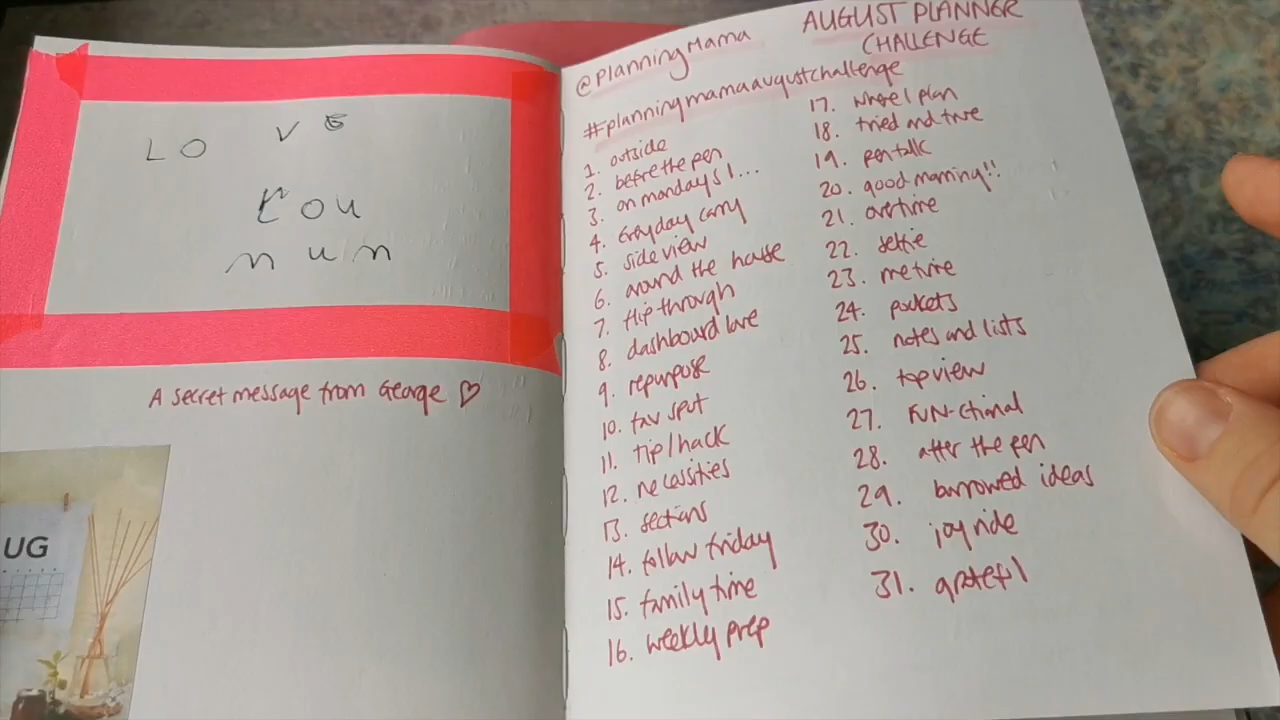 LO VE
YOU
mum
A secret message from George ♡
UG
@planningmama
AUGUST PLANNER
CHALLENGE
#planningmamaaugustchallenge
1. outside
2. before the pen
3. on mondays I...
4. everyday carry
5. side view
6. around the house
7. flip through
8. dashboard love
9. repurpose
10. fav spot
11. tip/hack
12. necessities
13. sections
14. follow friday
15. family time
16. weekly prep
17. where I plan
18. tried and true
19. pen talk
20. good morning!!
21. overtime
22. selfie
23. me time
24. pockets
25. notes and lists
26. top view
27. FUN-ctional
28. after the pen
29. borrowed ideas
30. joy ride
31. grateful